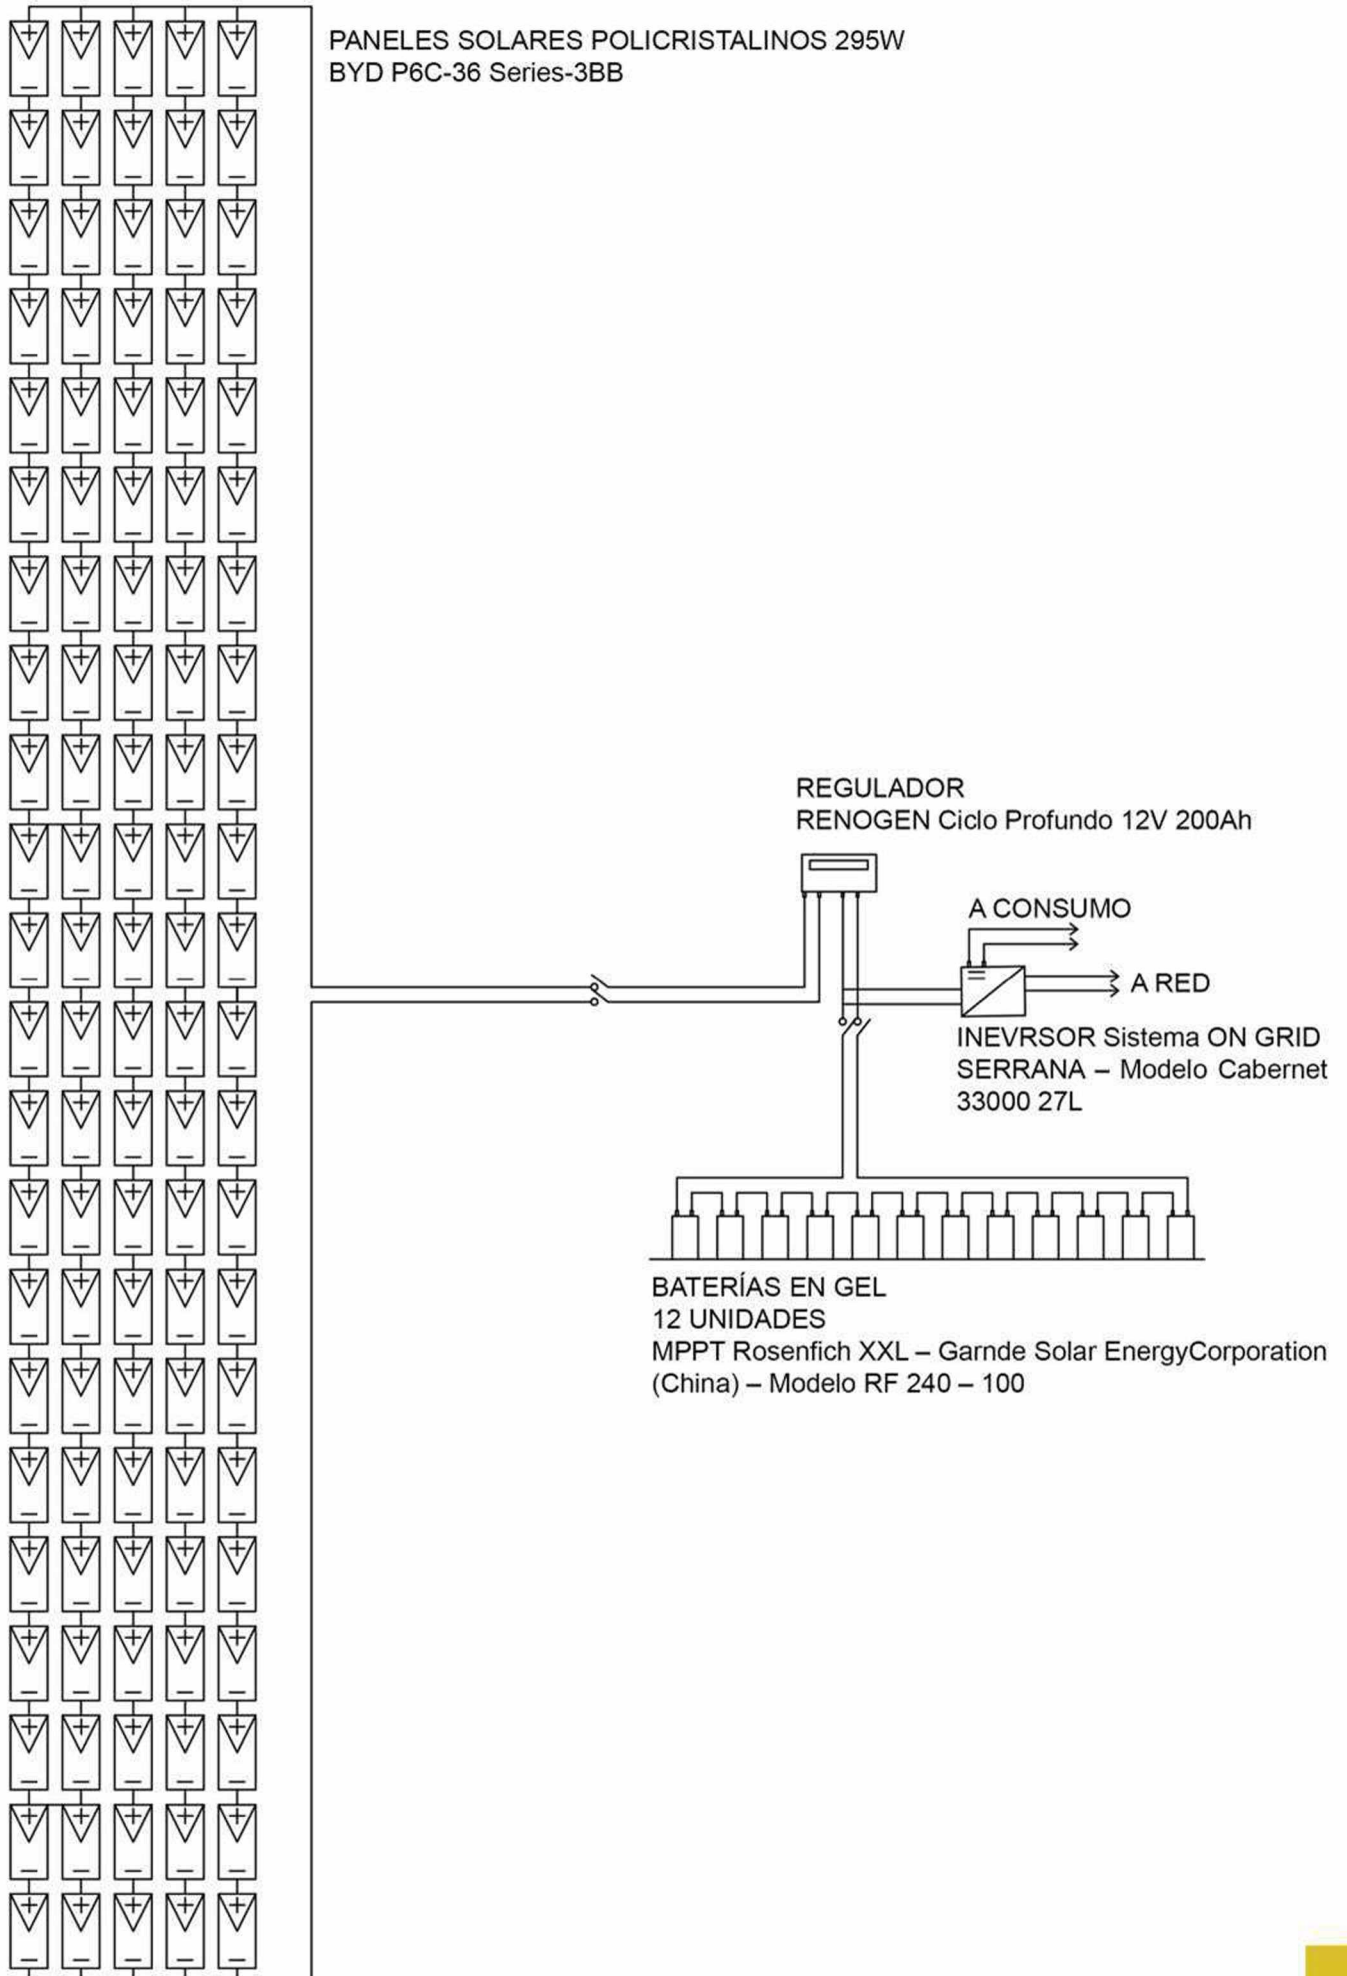 PANELES SOLARES POLICRISTALINOS 295W
BYD P6C-36 Series-3BB
REGULADOR
RENOGEN Ciclo Profundo 12V 200Ah
A CONSUMO
A RED
INEVRSOR Sistema ON GRID
SERRANA – Modelo Cabernet
33000 27L
BATERÍAS EN GEL
12 UNIDADES
MPPT Rosenfich XXL – Garnde Solar EnergyCorporation
(China) – Modelo RF 240 – 100